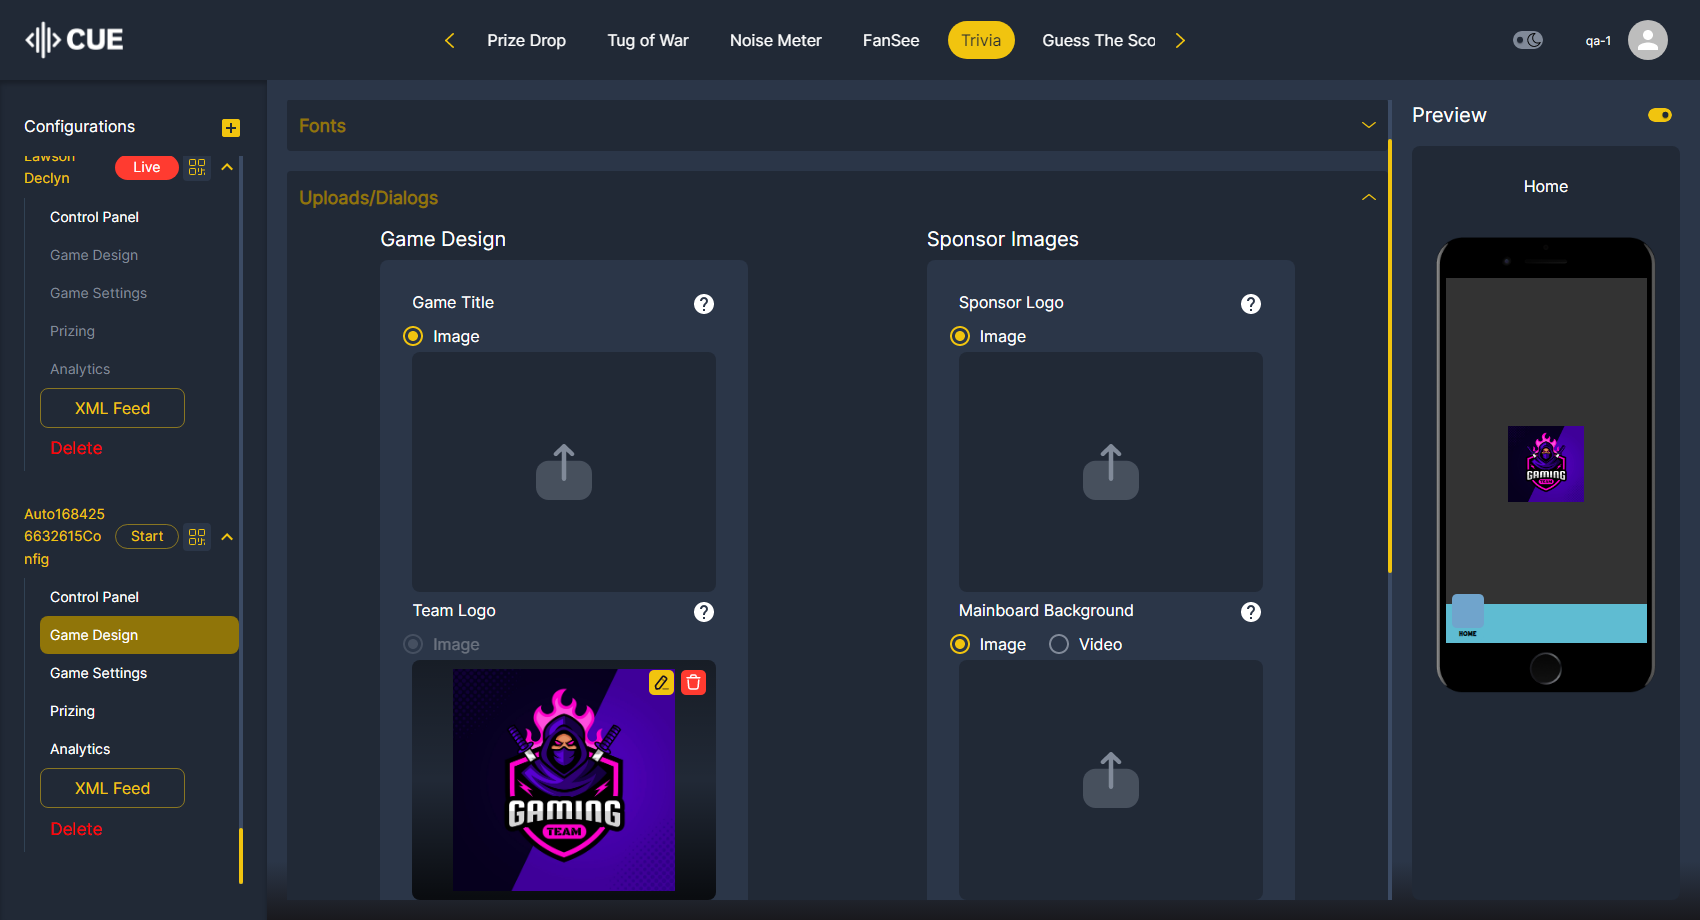 CUE
Prize Drop
Tug of War
Noise Meter
FanSee
Trivia
Guess The Sco
qa-1
Configurations
Lawson
Declyn
Live
Control Panel
Game Design
Game Settings
Prizing
Analytics
XML Feed
Delete
Auto168425
6632615Co
nfig
Start
Control Panel
Game Design
Game Settings
Prizing
Analytics
XML Feed
Delete
Fonts
Uploads/Dialogs
Game Design
Game Title
?
Image
Team Logo
?
Image
GAMING
TEAM
Sponsor Images
Sponsor Logo
?
Image
Mainboard Background
?
Image
Video
Preview
Home
GAMING
TEAM
HOME